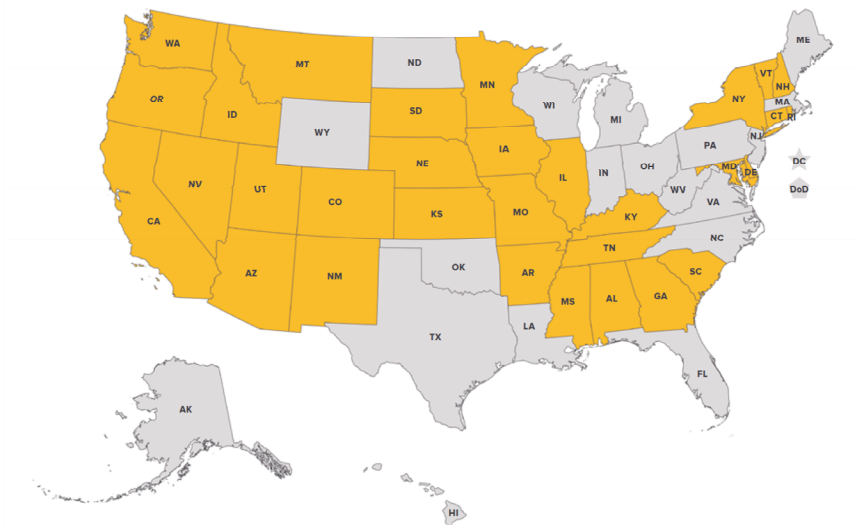 WA
MT
ND
MN
ME
VT
NH
OR
ID
SD
WI
MI
NY
MA
CT
RI
WY
NE
IA
NJ
PA
NV
UT
CO
KS
MO
IL
IN
OH
WV
MD
DE
DC
DoD
CA
KY
VA
AZ
NM
OK
AR
TN
NC
TX
LA
MS
AL
GA
SC
FL
AK
HI